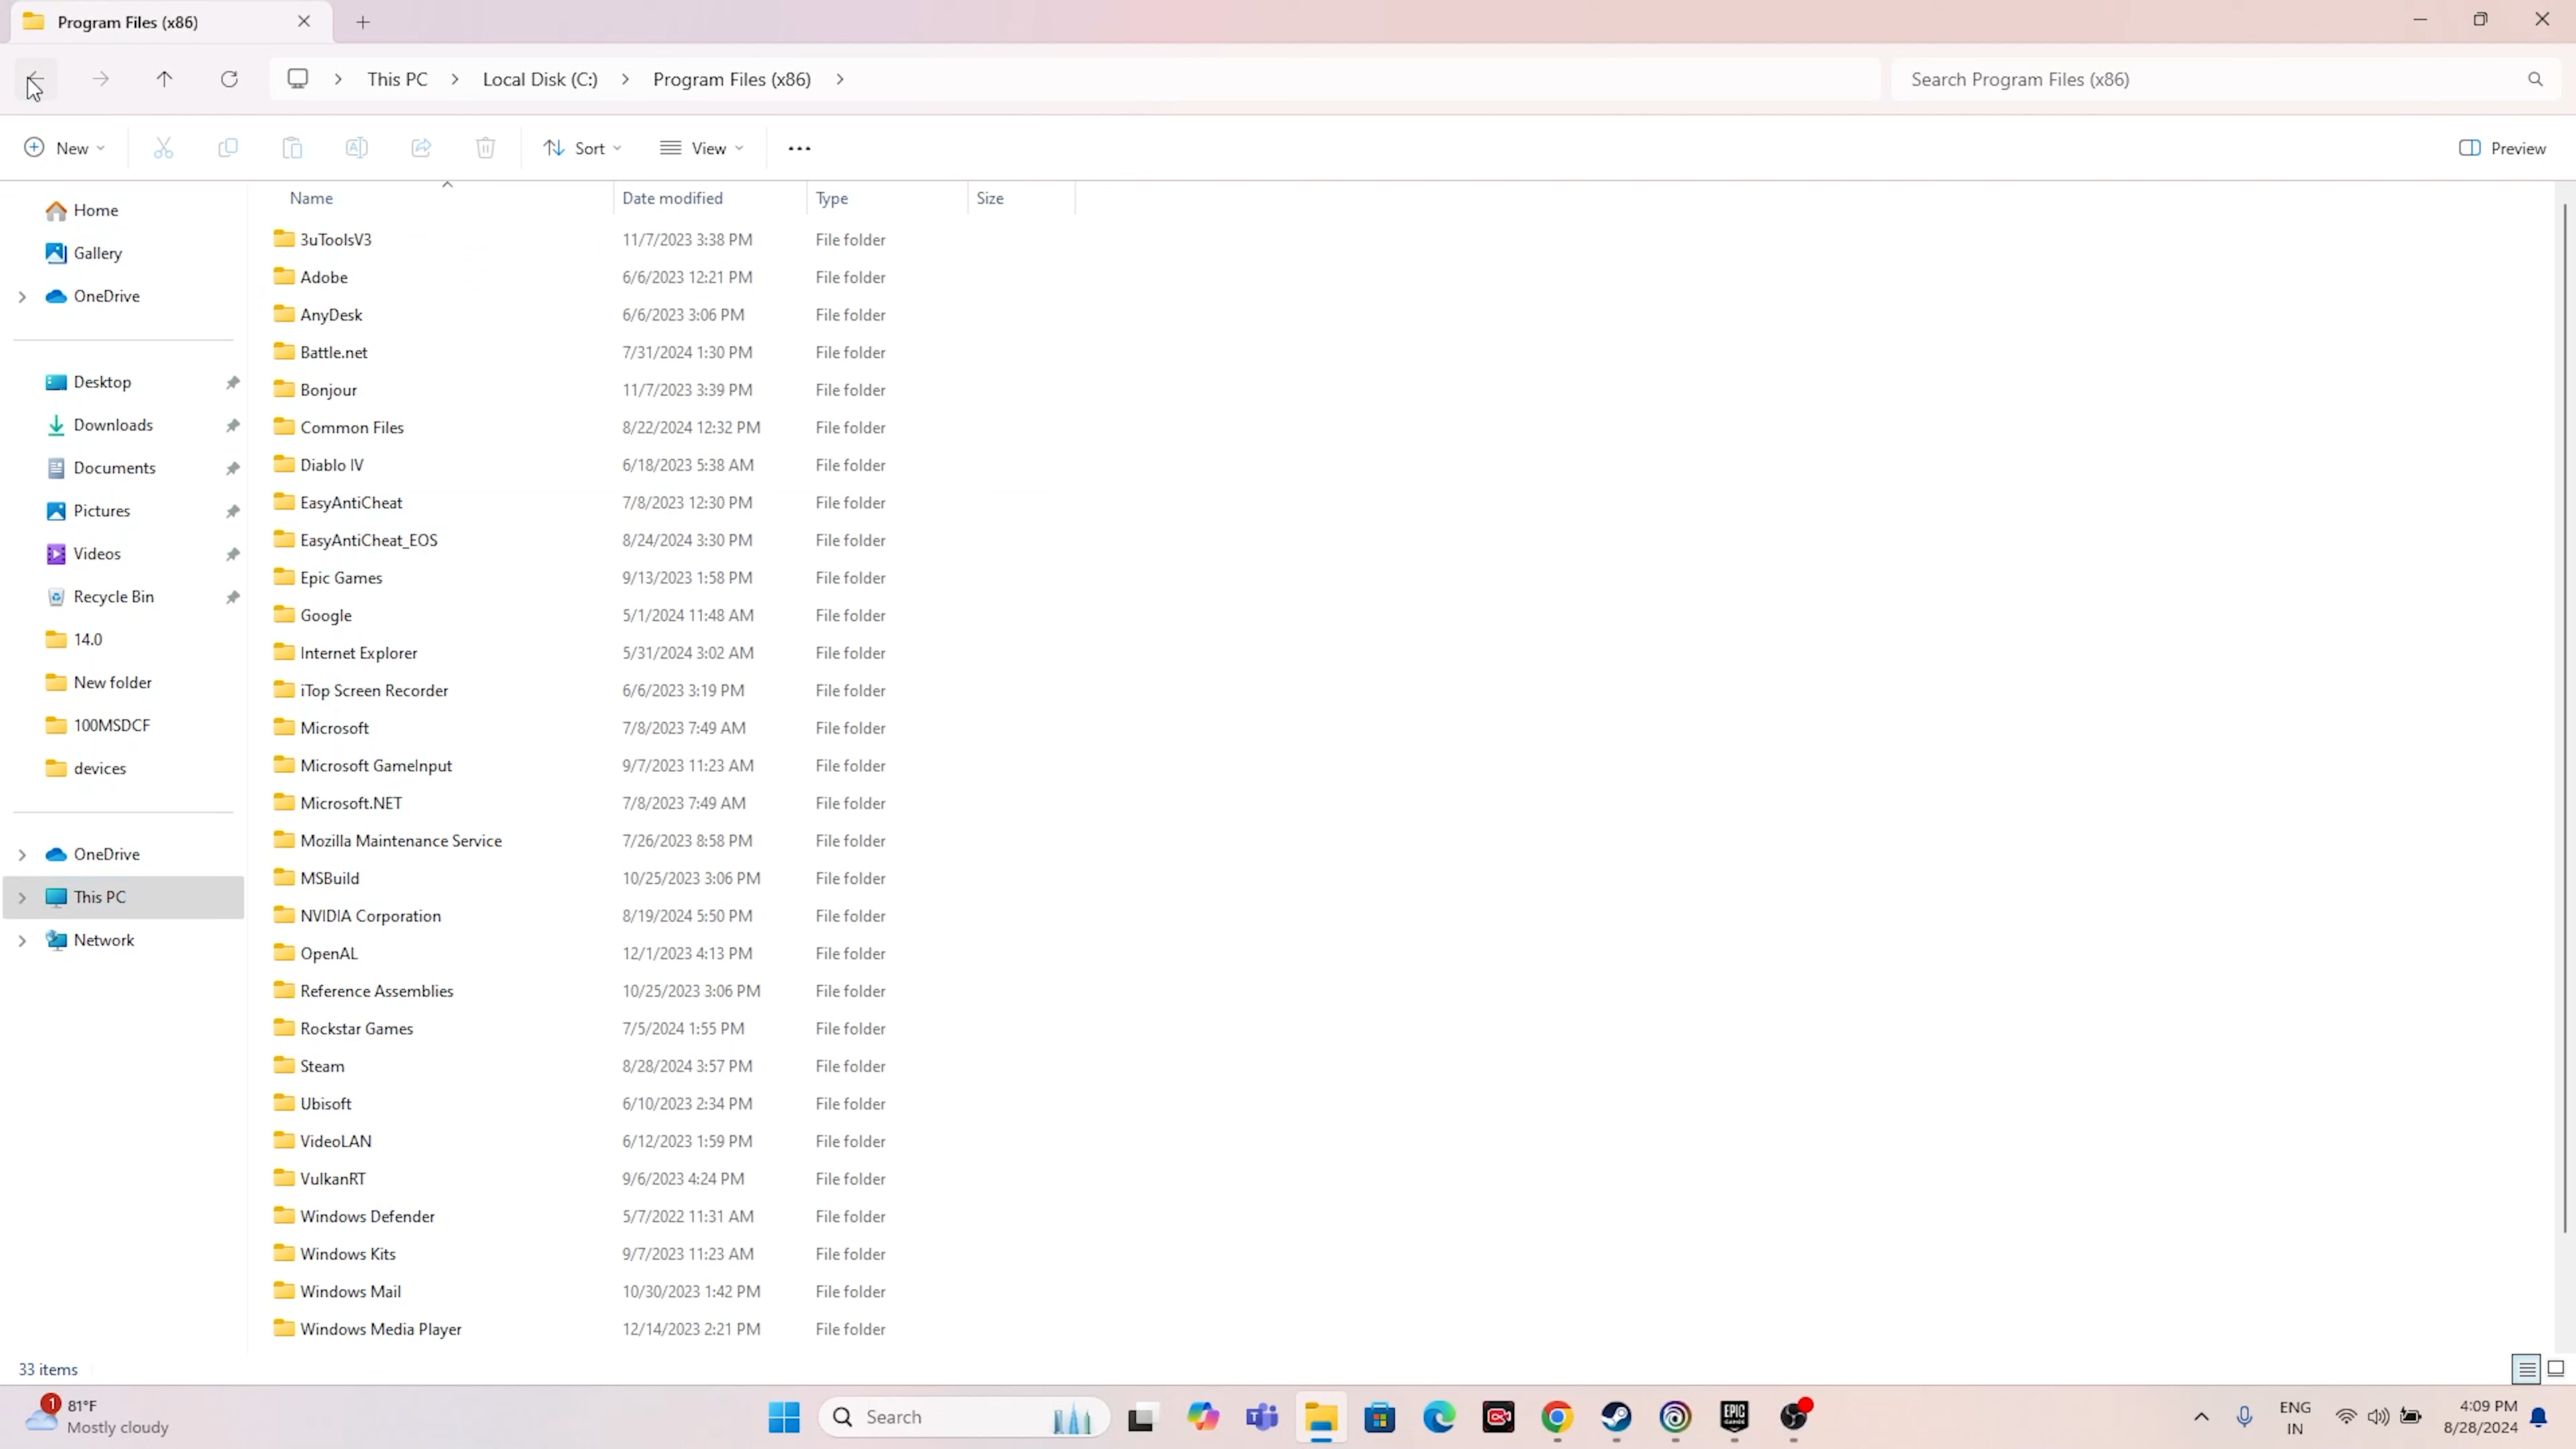 Program Files (x86)
This PC > Local Disk (C:) > Program Files (x86) >
Search Program Files (x86)
New
Sort
View
Preview
Home
Gallery
OneDrive
Desktop
Downloads
Documents
Pictures
Videos
Recycle Bin
14.0
New folder
100MSDCF
devices
OneDrive
This PC
Network
Name Date modified Type Size
3uToolsV3 11/7/2023 3:38 PM File folder
Adobe 6/6/2023 12:21 PM File folder
AnyDesk 6/6/2023 3:06 PM File folder
Battle.net 7/31/2024 1:30 PM File folder
Bonjour 11/7/2023 3:39 PM File folder
Common Files 8/22/2024 12:32 PM File folder
Diablo IV 6/18/2023 5:38 AM File folder
EasyAntiCheat 7/8/2023 12:30 PM File folder
EasyAntiCheat_EOS 8/24/2024 3:30 PM File folder
Epic Games 9/13/2023 1:58 PM File folder
Google 5/1/2024 11:48 AM File folder
Internet Explorer 5/31/2024 3:02 AM File folder
iTop Screen Recorder 6/6/2023 3:19 PM File folder
Microsoft 7/8/2023 7:49 AM File folder
Microsoft GameInput 9/7/2023 11:23 AM File folder
Microsoft.NET 7/8/2023 7:49 AM File folder
Mozilla Maintenance Service 7/26/2023 8:58 PM File folder
MSBuild 10/25/2023 3:06 PM File folder
NVIDIA Corporation 8/19/2024 5:50 PM File folder
OpenAL 12/1/2023 4:13 PM File folder
Reference Assemblies 10/25/2023 3:06 PM File folder
Rockstar Games 7/5/2024 1:55 PM File folder
Steam 8/28/2024 3:57 PM File folder
Ubisoft 6/10/2023 2:34 PM File folder
VideoLAN 6/12/2023 1:59 PM File folder
VulkanRT 9/6/2023 4:24 PM File folder
Windows Defender 5/7/2022 11:31 AM File folder
Windows Kits 9/7/2023 11:23 AM File folder
Windows Mail 10/30/2023 1:42 PM File folder
Windows Media Player 12/14/2023 2:21 PM File folder
33 items
1
81°F
Mostly cloudy
Search
EPIC
GAMES
ENG
IN
4:09 PM
8/28/2024